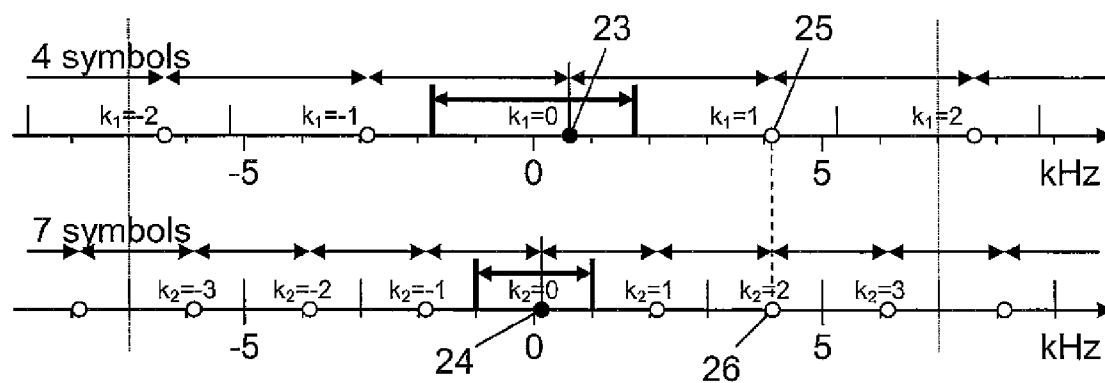 23 25
4 symbols
k₁=-2 k₁=-1 k₁=0 k₁=1 k₁=2
-5 0 5 kHz
7 symbols
k₂=-3 k₂=-2 k₂=-1 k₂=0 k₂=1 k₂=2 k₂=3
-5 24 0 26 5 kHz